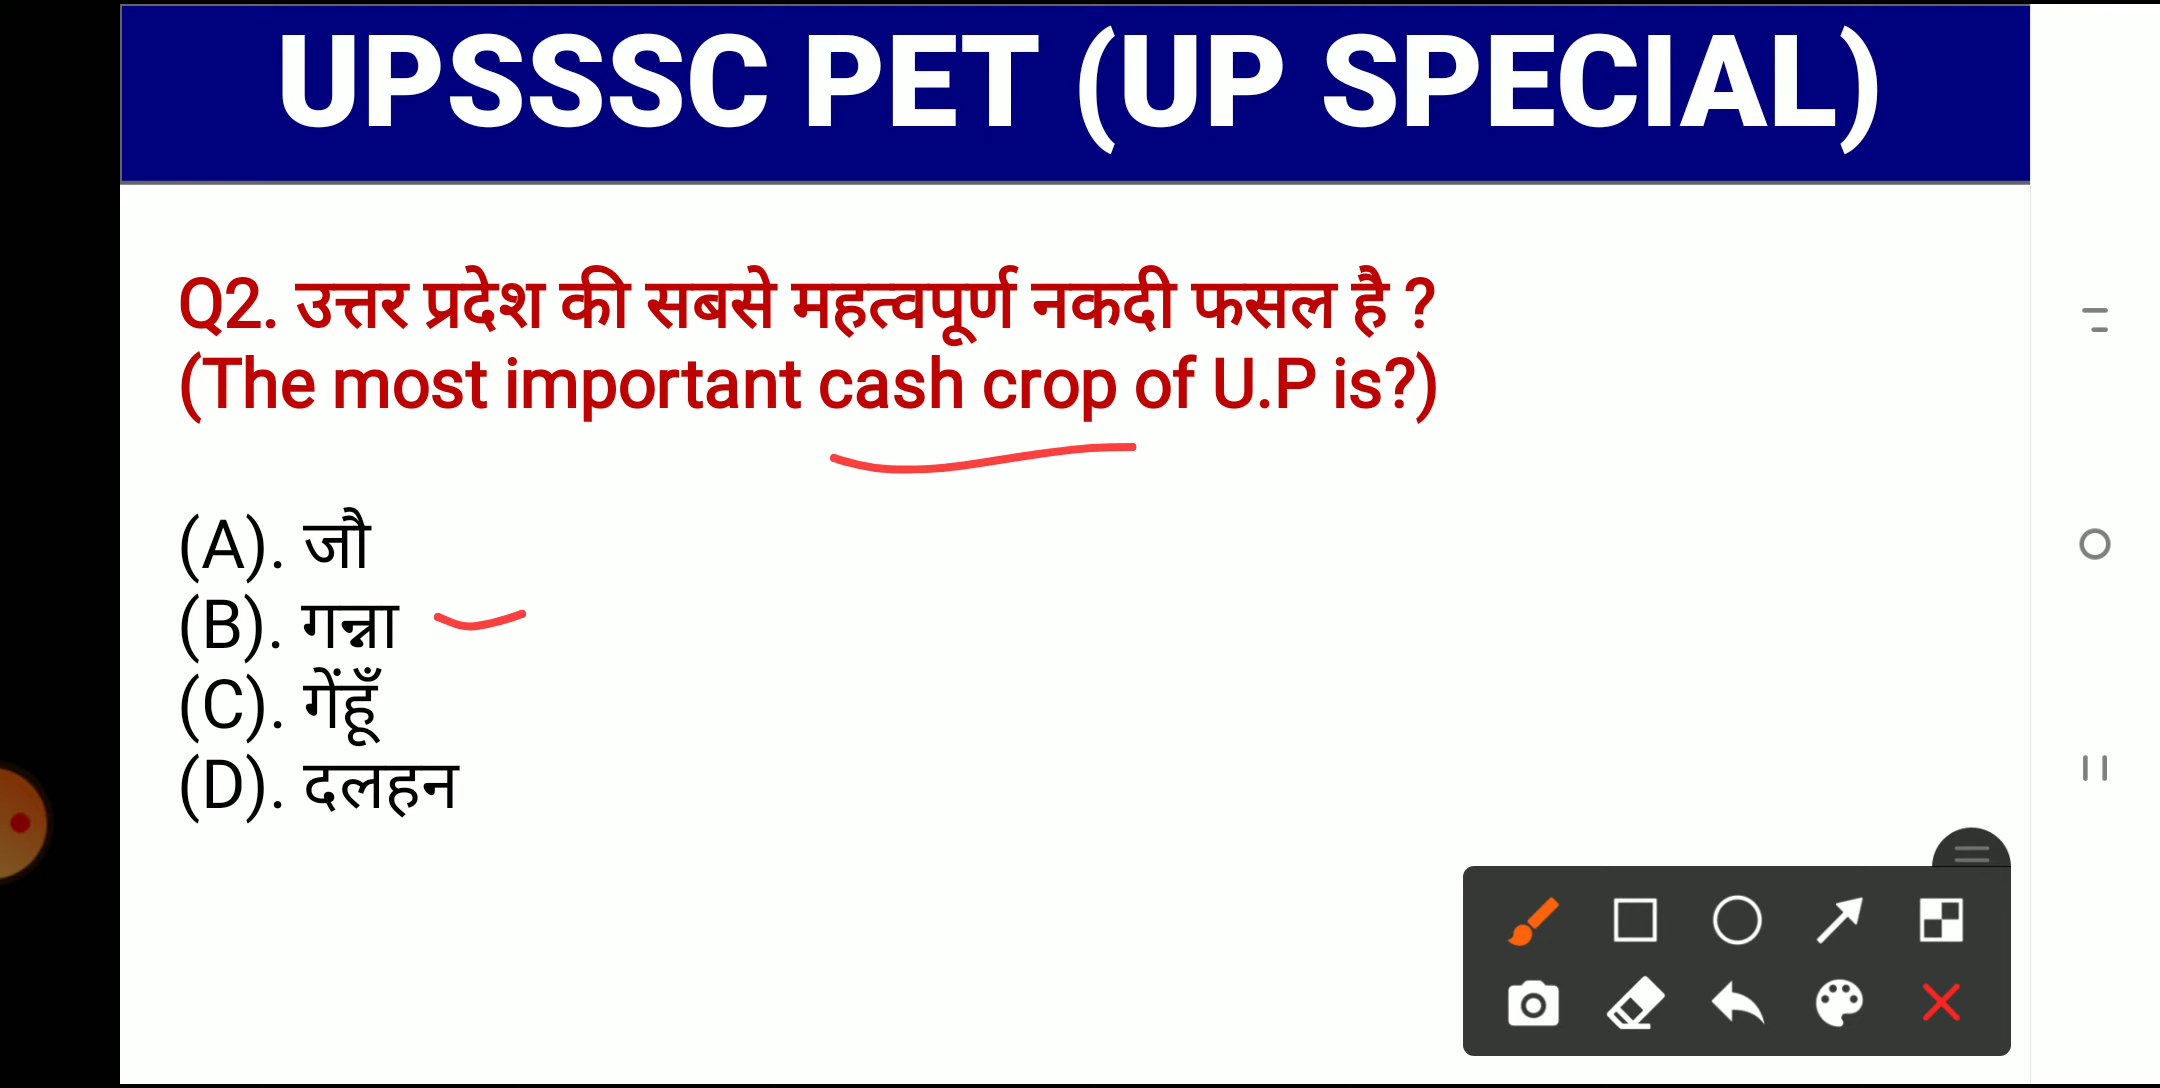 UPSSSC PET (UP SPECIAL)
Q2. उत्तर प्रदेश की सबसे महत्वपूर्ण नकदी फसल है ?
(The most important cash crop of U.P is?)
(A). जौ
(B). गन्ना
(C). गेंहूँ
(D). दलहन